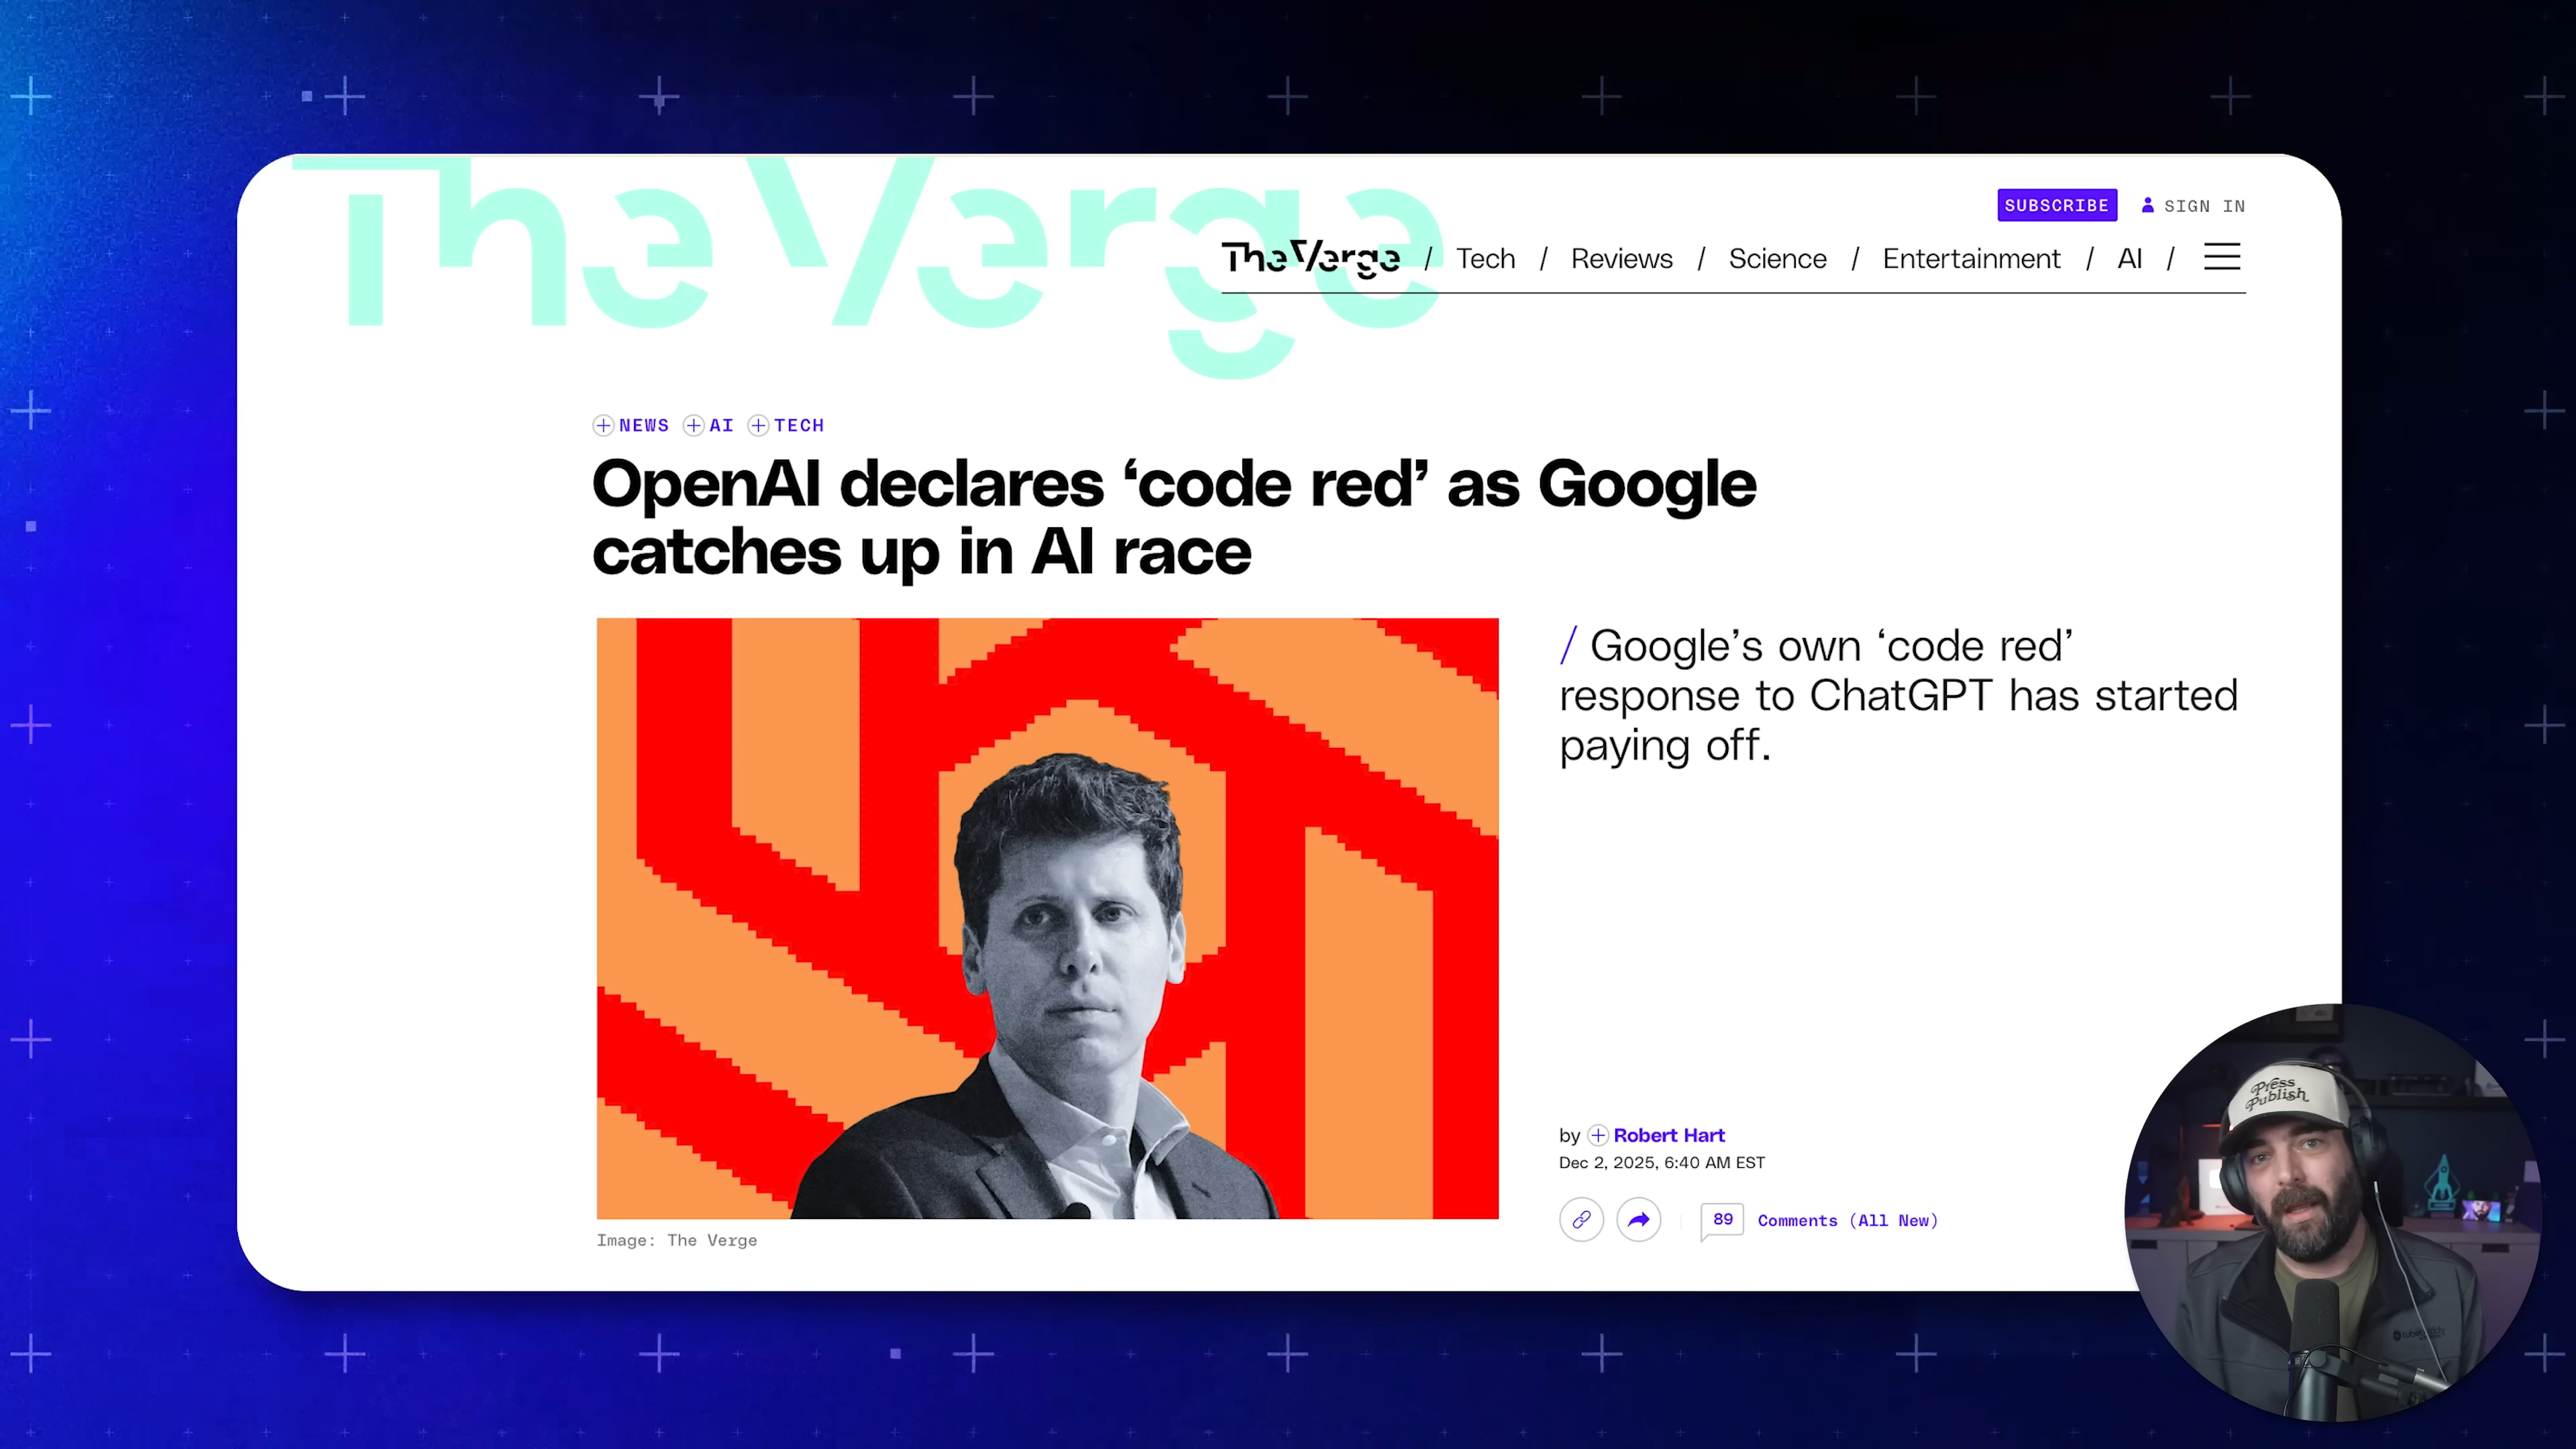 The Verge
SUBSCRIBE SIGN IN
The Verge / Tech / Reviews / Science / Entertainment / AI /
NEWS AI TECH
OpenAI declares ‘code red’ as Google
catches up in AI race
/ Google’s own ‘code red’
response to ChatGPT has started
paying off.
by Robert Hart
Dec 2, 2025, 6:40 AM EST
89 Comments (All New)
Image: The Verge
Press
Publish